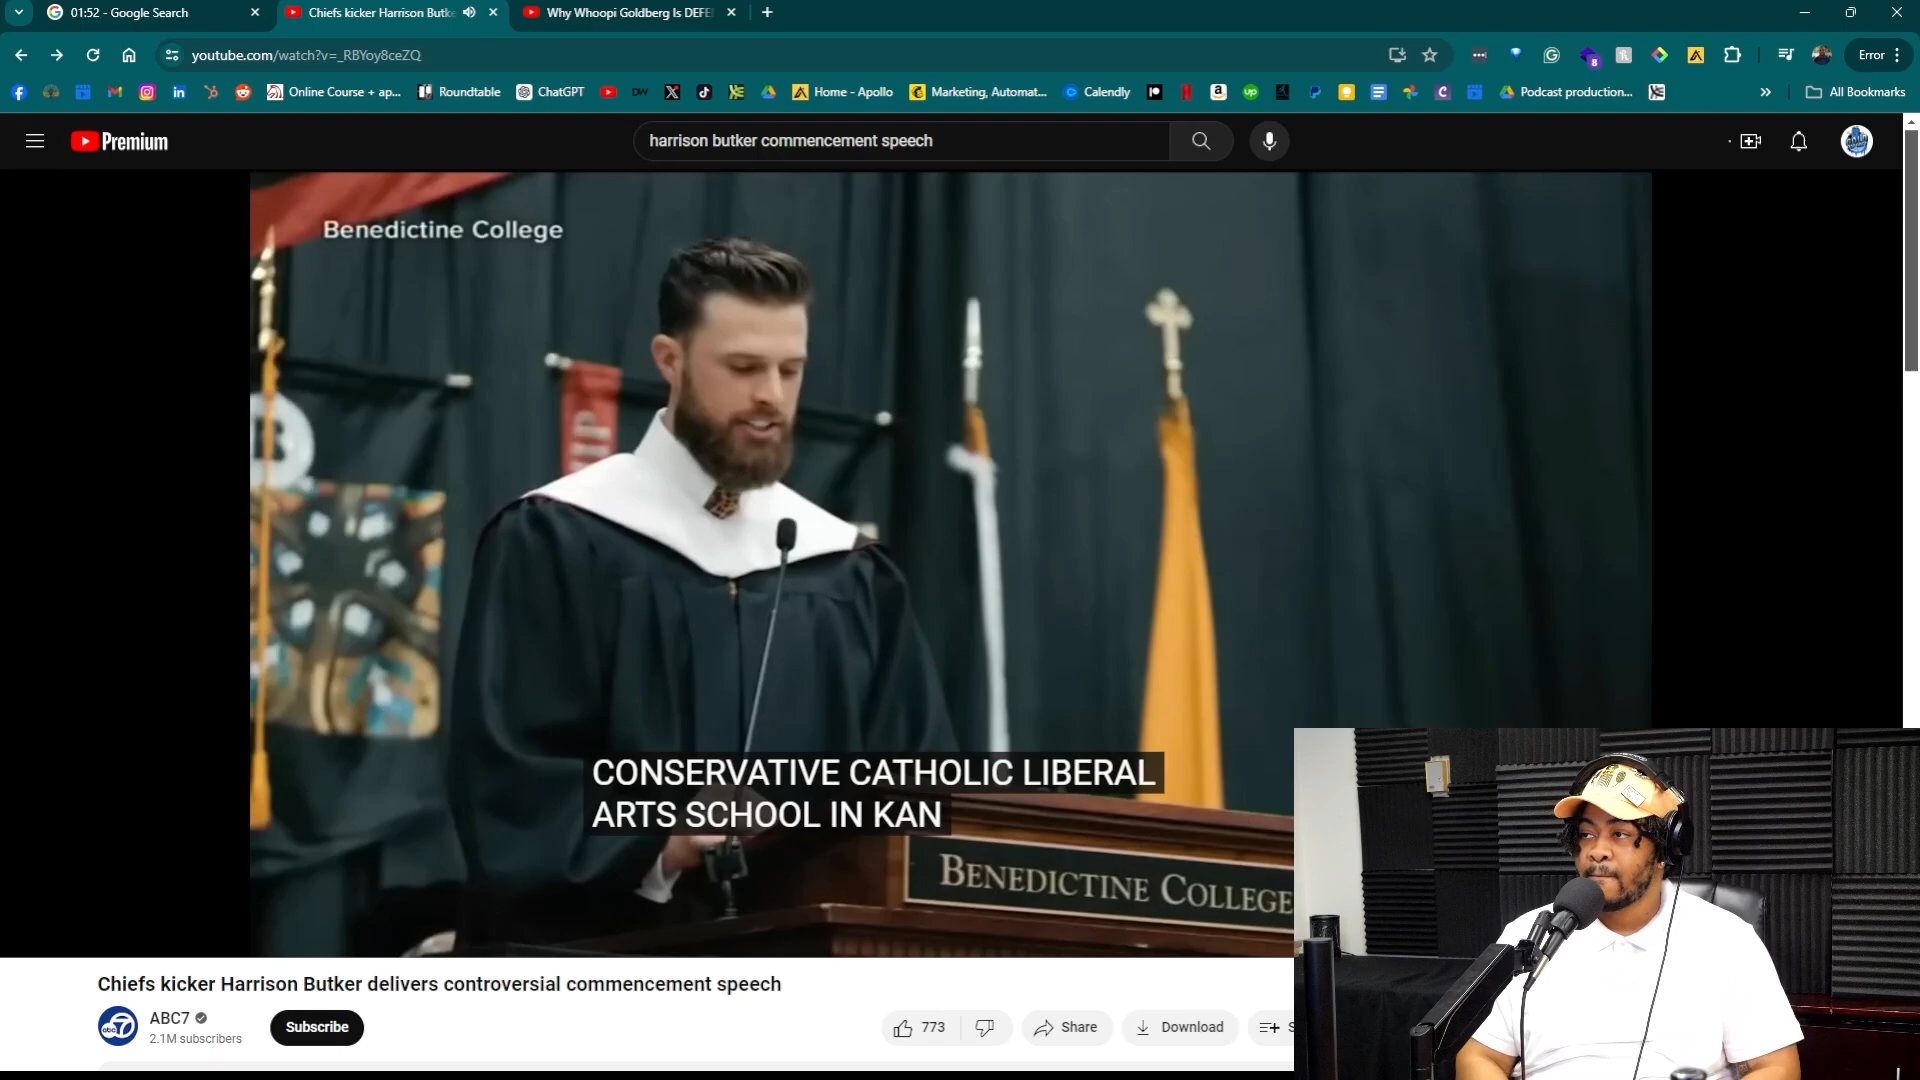 01:52 - Google Search
Chiefs kicker Harrison Butke
Why Whoopi Goldberg Is DEFE
youtube.com/watch?v=_RBYoy8ceZQ
Error
Online Course + ap...
Roundtable
ChatGPT
Home - Apollo
Marketing, Automat...
Calendly
Podcast production...
All Bookmarks
Premium
harrison butker commencement speech
Benedictine College
CONSERVATIVE CATHOLIC LIBERAL
ARTS SCHOOL IN KAN
BENEDICTINE COLLEGE
Chiefs kicker Harrison Butker delivers controversial commencement speech
ABC7
2.1M subscribers
Subscribe
773
Share
Download